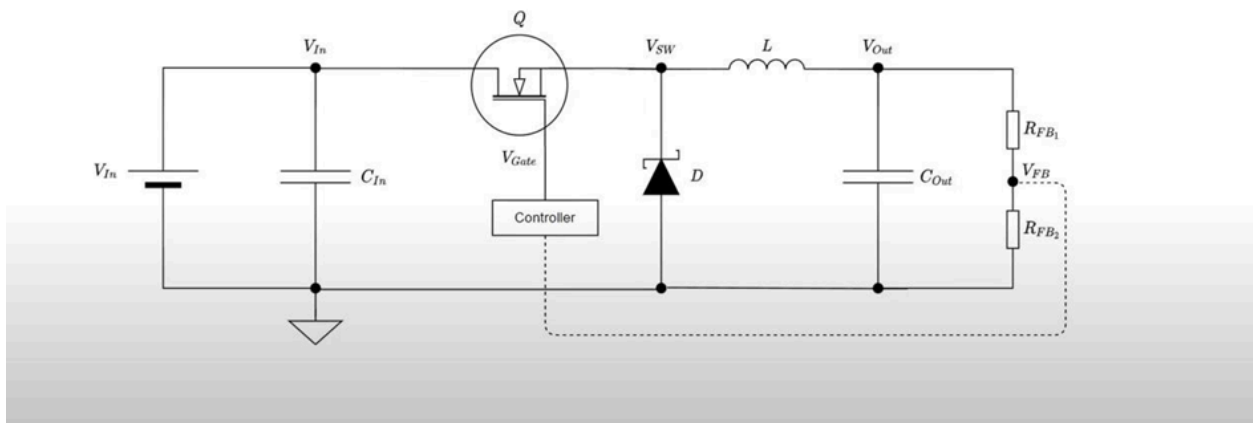 Q
V_In
V_SW
L
V_Out
R_FB1
V_Gate
V_In
C_In
D
C_Out
V_FB
Controller
R_FB2